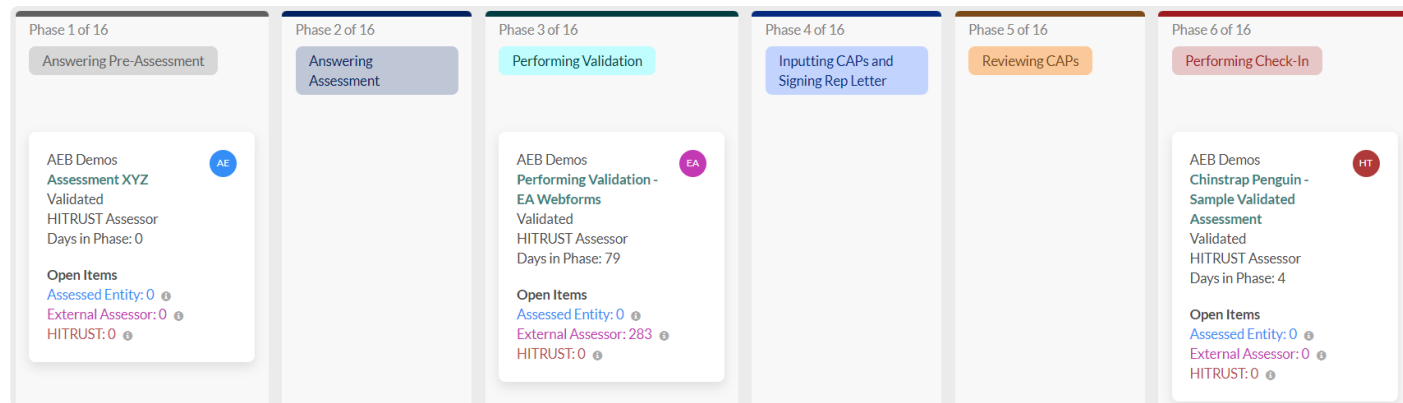 Phase 1 of 16
Answering Pre-Assessment
AEB Demos
AE
Assessment XYZ
Validated
HITRUST Assessor
Days in Phase: 0
Open Items
Assessed Entity: 0
External Assessor: 0
HITRUST: 0
Phase 2 of 16
Answering
Assessment
Phase 3 of 16
Performing Validation
AEB Demos
EA
Performing Validation -
EA Webforms
Validated
HITRUST Assessor
Days in Phase: 79
Open Items
Assessed Entity: 0
External Assessor: 283
HITRUST: 0
Phase 4 of 16
Inputting CAPs and
Signing Rep Letter
Phase 5 of 16
Reviewing CAPs
Phase 6 of 16
Performing Check-In
AEB Demos
HT
Chinstrap Penguin -
Sample Validated
Assessment
Validated
HITRUST Assessor
Days in Phase: 4
Open Items
Assessed Entity: 0
External Assessor: 0
HITRUST: 0